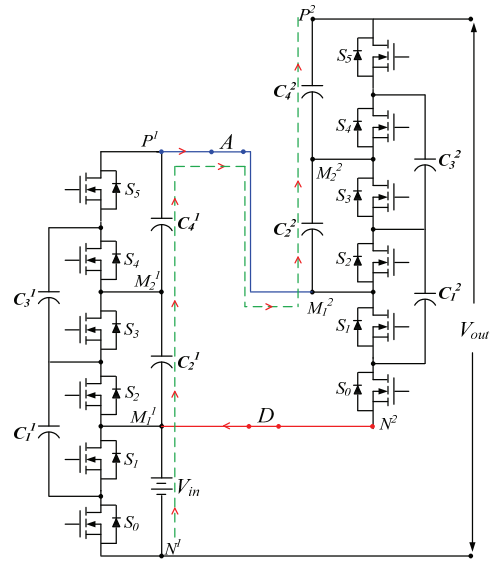 P²
S₅
C₄²
S₄
P¹
A
M₂²
C₃²
S₅
S₃
C₄¹
C₂²
S₂
S₄
M₂¹
C₃¹
M₁²
C₁²
S₃
S₁
V_out
C₂¹
S₂
S₀
M₁¹
D
N²
C₁¹
S₁
V_in
S₀
N¹